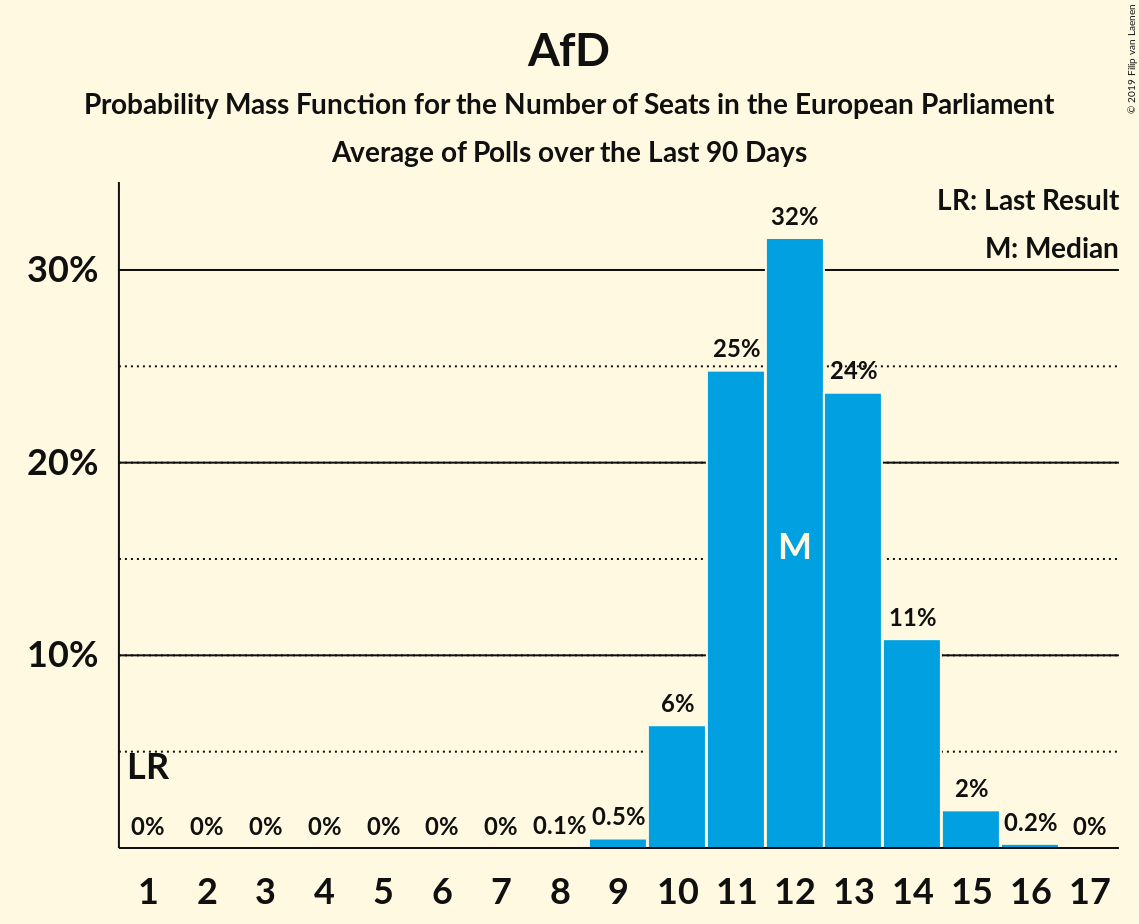 AfD
Probability Mass Function for the Number of Seats in the European Parliament
Average of Polls over the Last 90 Days
© 2019 Filip van Laenen
LR: Last Result
M: Median
30%
20%
10%
LR
M
0% 0% 0% 0% 0% 0% 0% 0.1% 0.5% 6% 25% 32% 24% 11% 2% 0.2% 0%
1 2 3 4 5 6 7 8 9 10 11 12 13 14 15 16 17